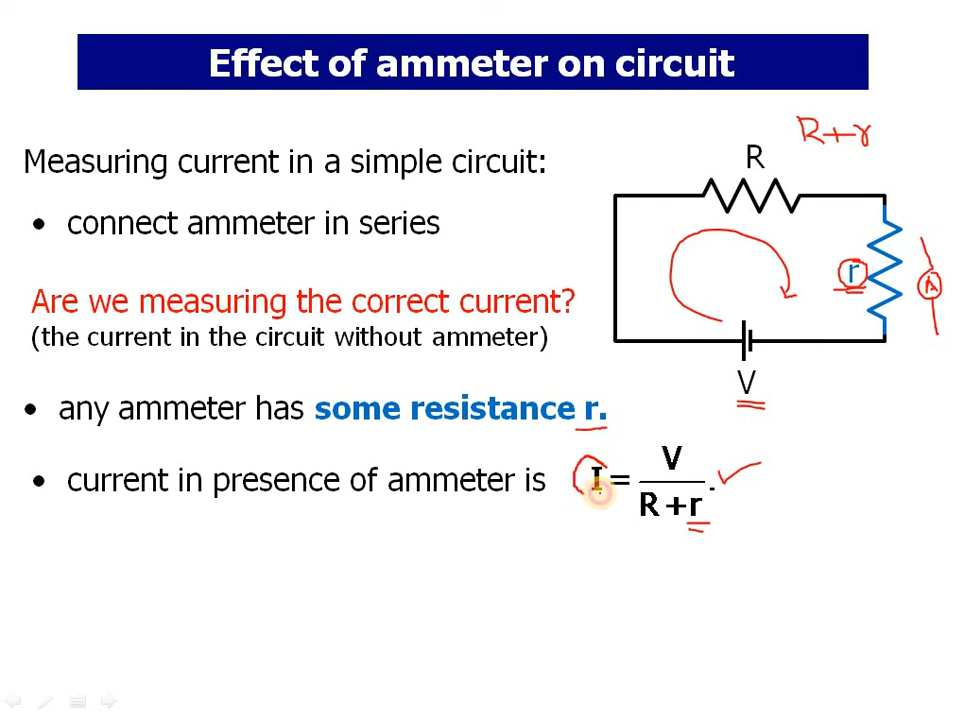 Effect of ammeter on circuit
Measuring current in a simple circuit:
• connect ammeter in series
Are we measuring the correct current?
(the current in the circuit without ammeter)
• any ammeter has some resistance r.
• current in presence of ammeter is I = V / R + r .
R + r
R
r
A
V